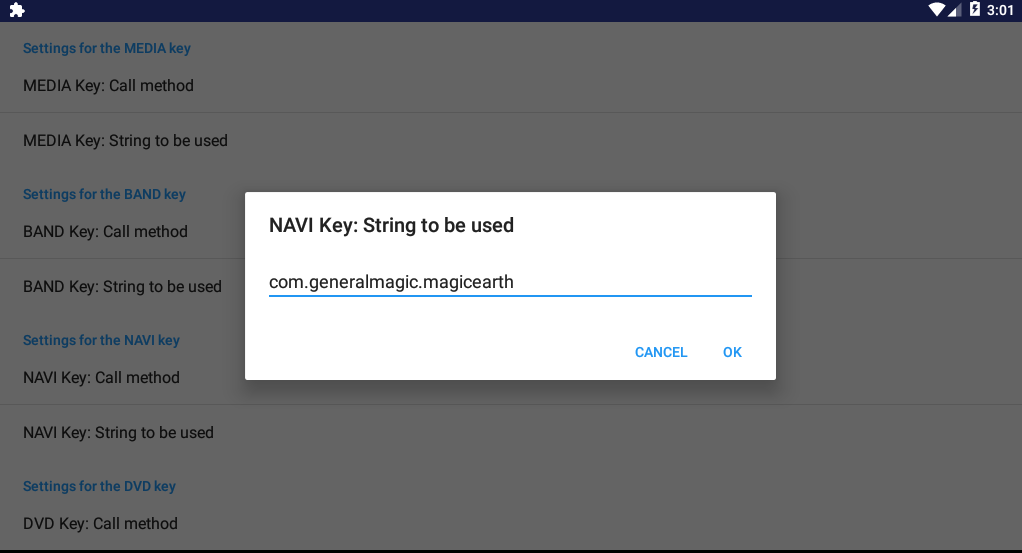 3:01
Settings for the MEDIA key
MEDIA Key: Call method
MEDIA Key: String to be used
Settings for the BAND key
BAND Key: Call method
BAND Key: String to be used
Settings for the NAVI key
NAVI Key: Call method
NAVI Key: String to be used
Settings for the DVD key
DVD Key: Call method
NAVI Key: String to be used
com.generalmagic.magicearth
CANCEL OK